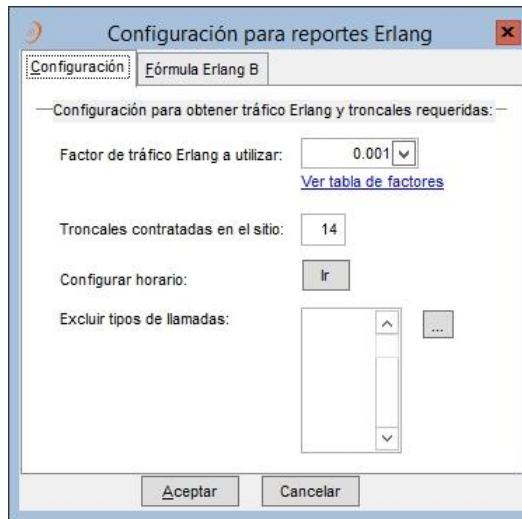 Configuración para reportes Erlang
Configuración
Fórmula Erlang B
Configuración para obtener tráfico Erlang y troncales requeridas:
Factor de tráfico Erlang a utilizar:
0.001
Ver tabla de factores
Troncales contratadas en el sitio:
14
Configurar horario:
Ir
Excluir tipos de llamadas:
...
Aceptar
Cancelar